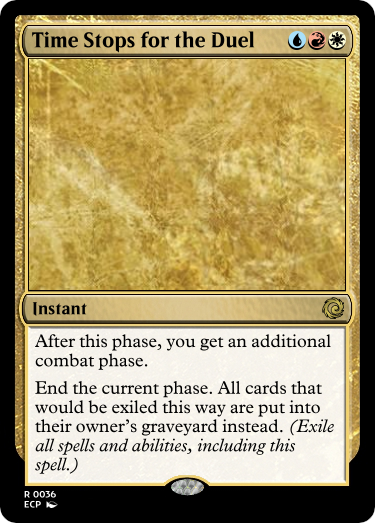 Time Stops for the Duel
Instant
After this phase, you get an additional
combat phase.
End the current phase. All cards that
would be exiled this way are put into
their owner's graveyard instead. (Exile
all spells and abilities, including this
spell.)
R 0036
ECP